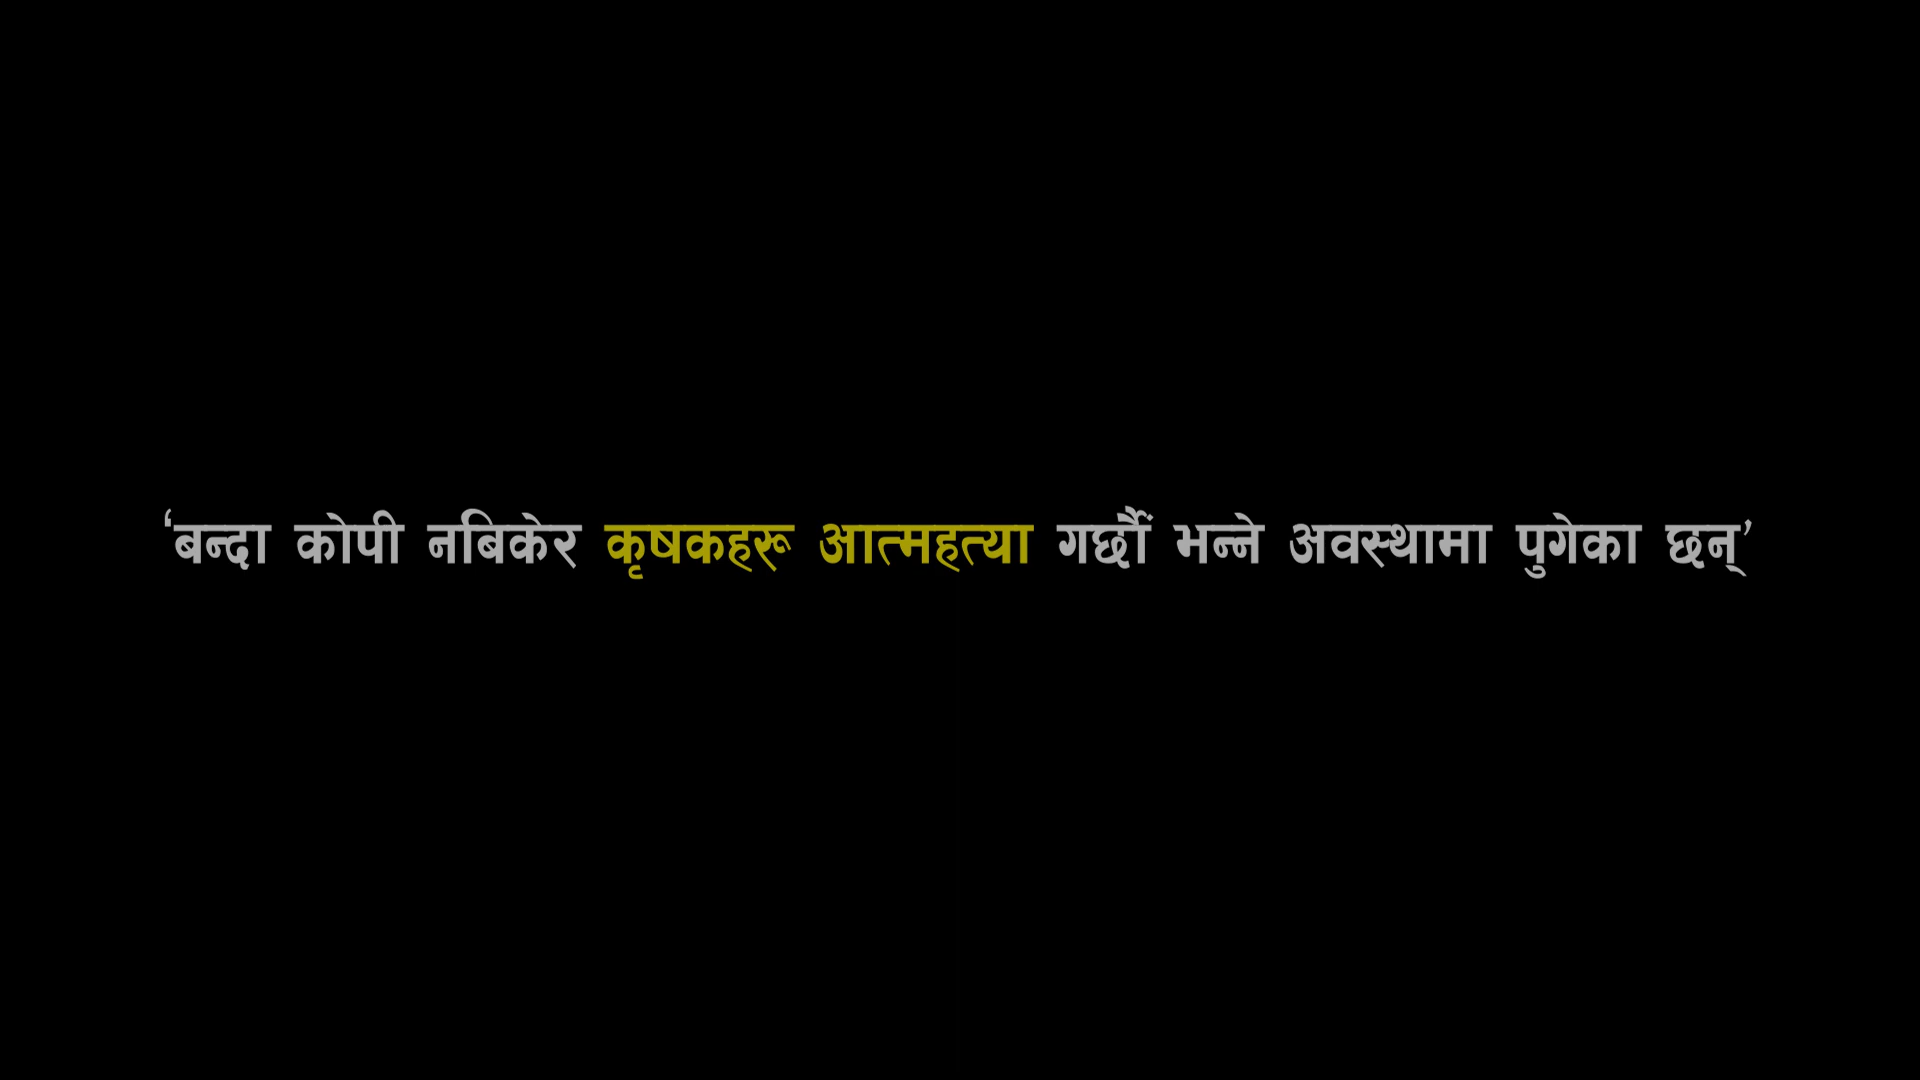 ‘बन्दा कोपी नबिकेर कृषकहरू आत्महत्या गर्छौं भन्ने अवस्थामा पुगेका छन्’